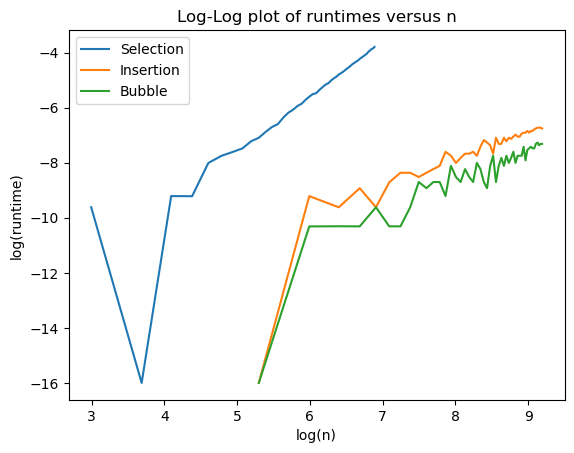 Log-Log plot of runtimes versus n
Selection
Insertion
Bubble
log(runtime)
−4
−6
−8
−10
−12
−14
−16
3 4 5 6 7 8 9
log(n)